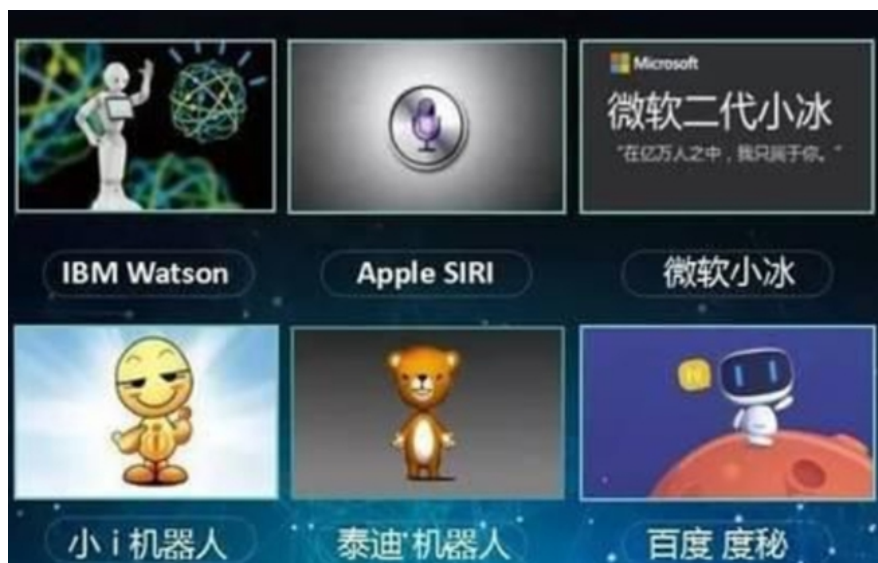 Microsoft
微软二代小冰
"在亿万人之中，我只属于你。"
IBM Watson
Apple SIRI
微软小冰
小 i 机器人
泰迪 机器人
百度 度秘